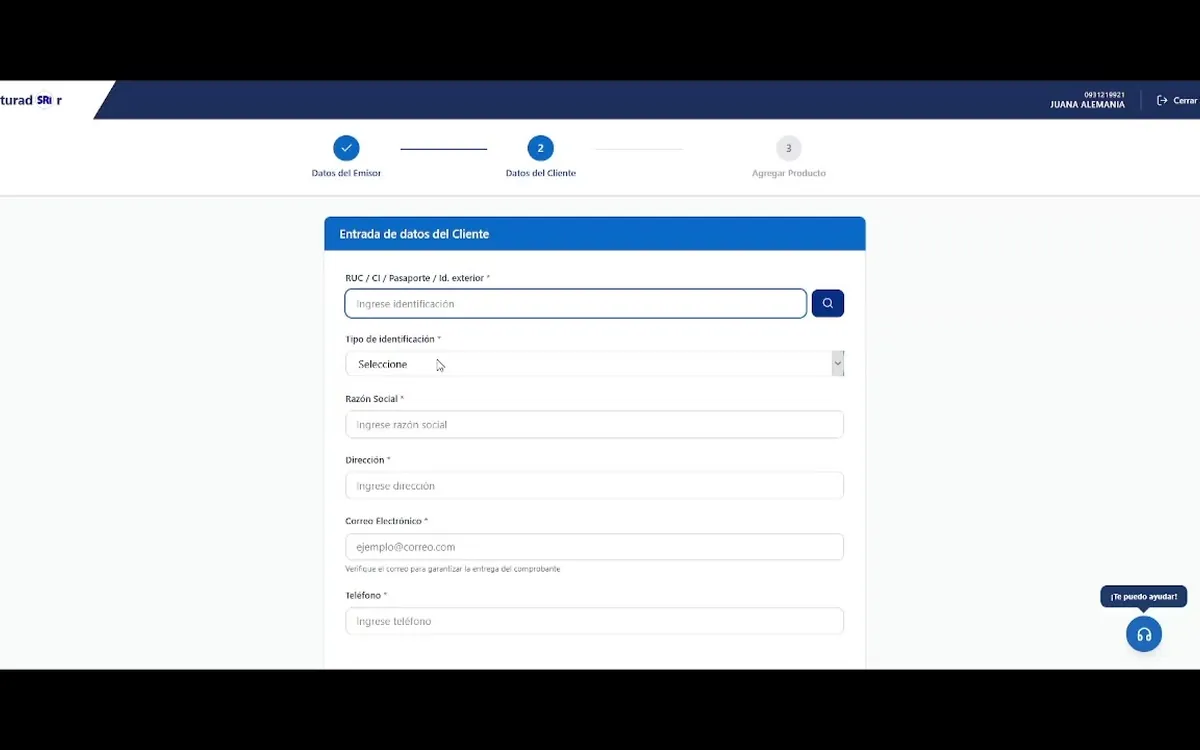 turad SRi r
0931219921
JUANA ALEMANIA
Cerrar
2
3
Datos del Emisor
Datos del Cliente
Agregar Producto
Entrada de datos del Cliente
RUC / CI / Pasaporte / Id. exterior *
Ingrese identificación
Tipo de identificación *
Seleccione
Razón Social *
Ingrese razón social
Dirección *
Ingrese dirección
Correo Electrónico *
ejemplo@correo.com
Verifique el correo para garantizar la entrega del comprobante
Teléfono *
Ingrese teléfono
¡Te puedo ayudar!